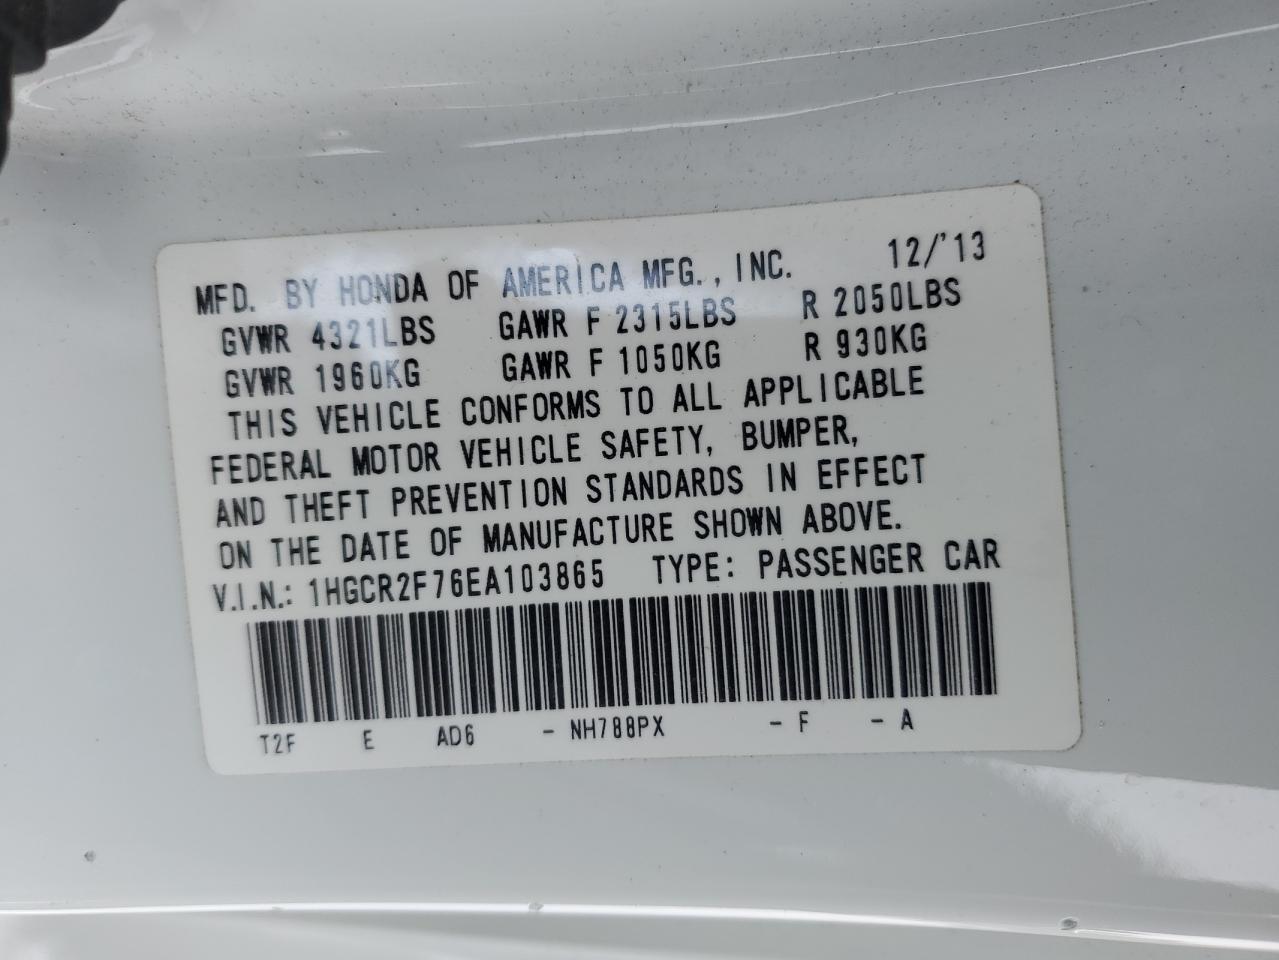 MFD. BY HONDA OF AMERICA MFG., INC. 12/'13
GVWR 4321LBS GAWR F 2315LBS R 2050LBS
GVWR 1960KG GAWR F 1050KG R 930KG
THIS VEHICLE CONFORMS TO ALL APPLICABLE
FEDERAL MOTOR VEHICLE SAFETY, BUMPER,
AND THEFT PREVENTION STANDARDS IN EFFECT
ON THE DATE OF MANUFACTURE SHOWN ABOVE.
V.I.N.: 1HGCR2F76EA103865 TYPE: PASSENGER CAR
T2F E AD6 - NH788PX - F - A